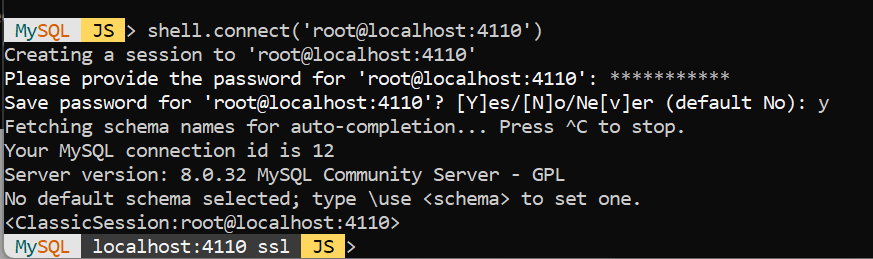 MySQL JS > shell.connect('root@localhost:4110')
Creating a session to 'root@localhost:4110'
Please provide the password for 'root@localhost:4110': ***********
Save password for 'root@localhost:4110'? [Y]es/[N]o/Ne[v]er (default No): y
Fetching schema names for auto-completion... Press ^C to stop.
Your MySQL connection id is 12
Server version: 8.0.32 MySQL Community Server - GPL
No default schema selected; type \use <schema> to set one.
<ClassicSession:root@localhost:4110>
MySQL localhost:4110 ssl JS >